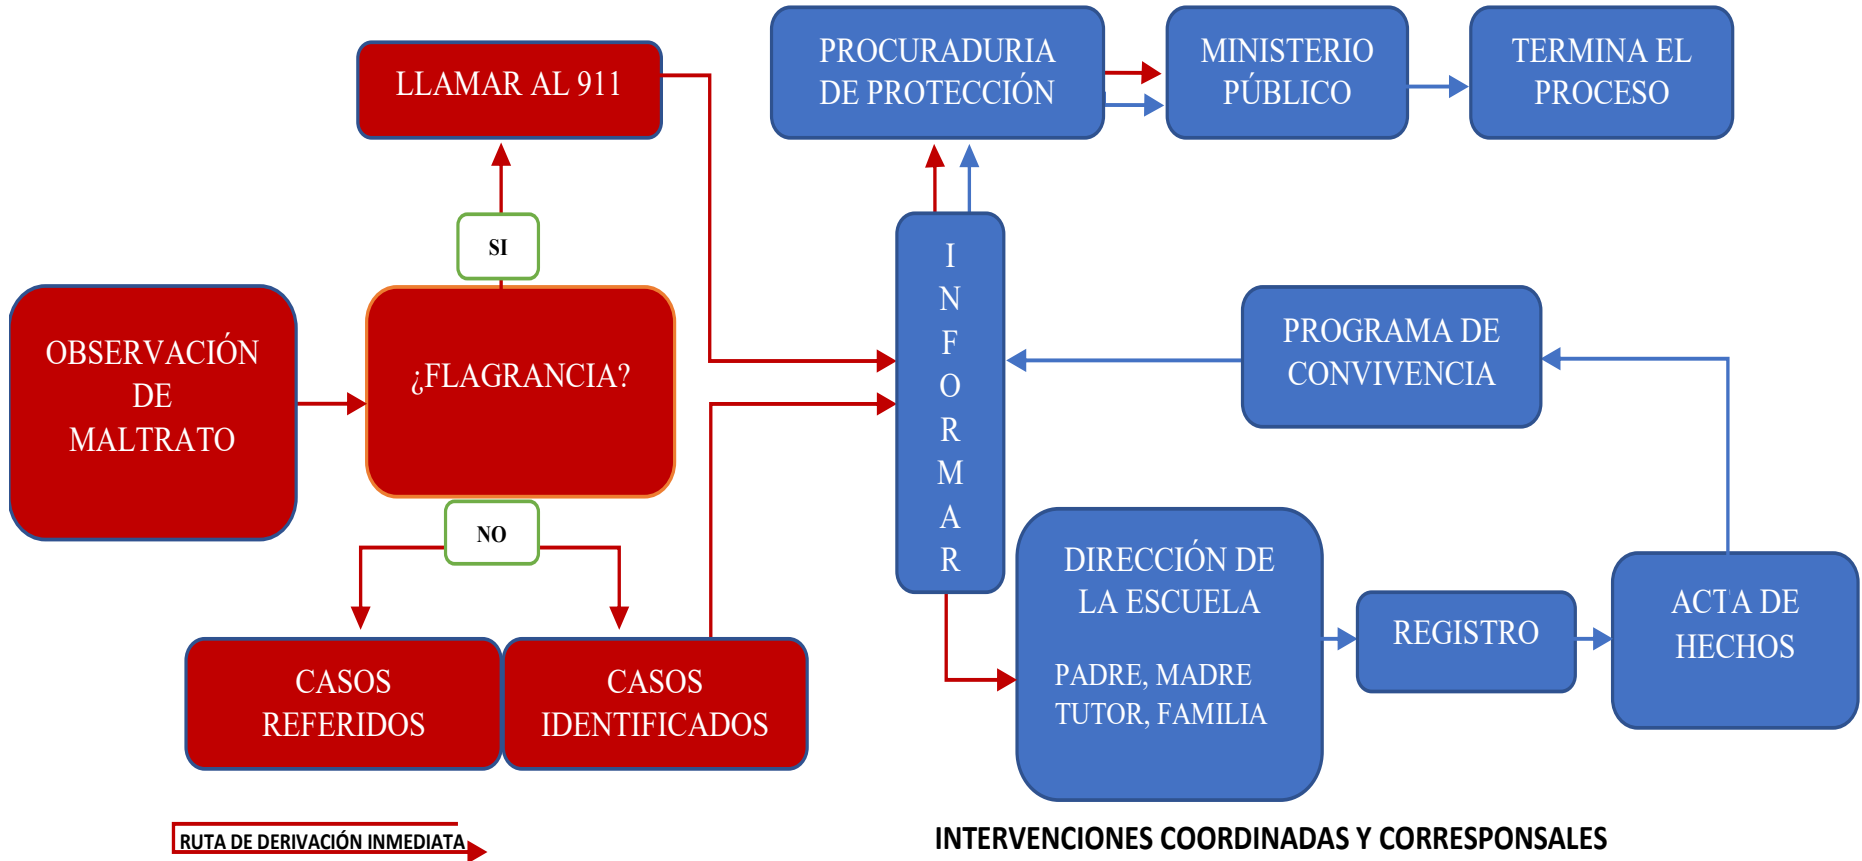 LLAMAR AL 911
PROCURADURIA
DE PROTECCIÓN
MINISTERIO
PÚBLICO
TERMINA EL
PROCESO
SI
OBSERVACIÓN
DE
MALTRATO
¿FLAGRANCIA?
NO
CASOS
REFERIDOS
CASOS
IDENTIFICADOS
I
N
F
O
R
M
A
R
PROGRAMA DE
CONVIVENCIA
DIRECCIÓN DE
LA ESCUELA
PADRE, MADRE
TUTOR, FAMILIA
REGISTRO
ACTA DE
HECHOS
RUTA DE DERIVACIÓN INMEDIATA
INTERVENCIONES COORDINADAS Y CORRESPONSALES